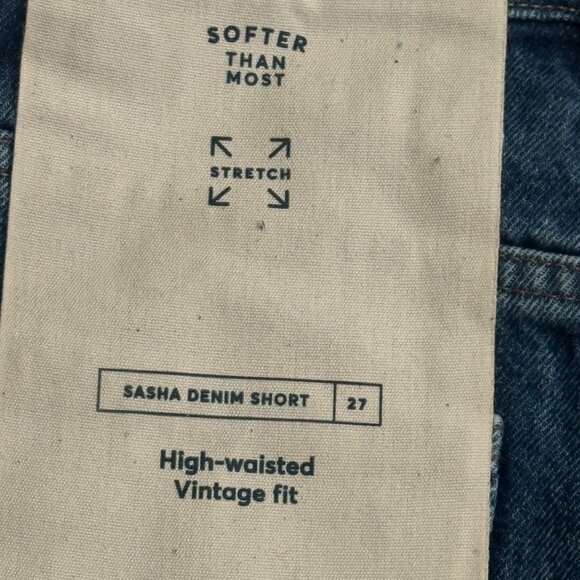 SOFTER
THAN
MOST
STRETCH
SASHA DENIM SHORT 27
High-waisted
Vintage fit